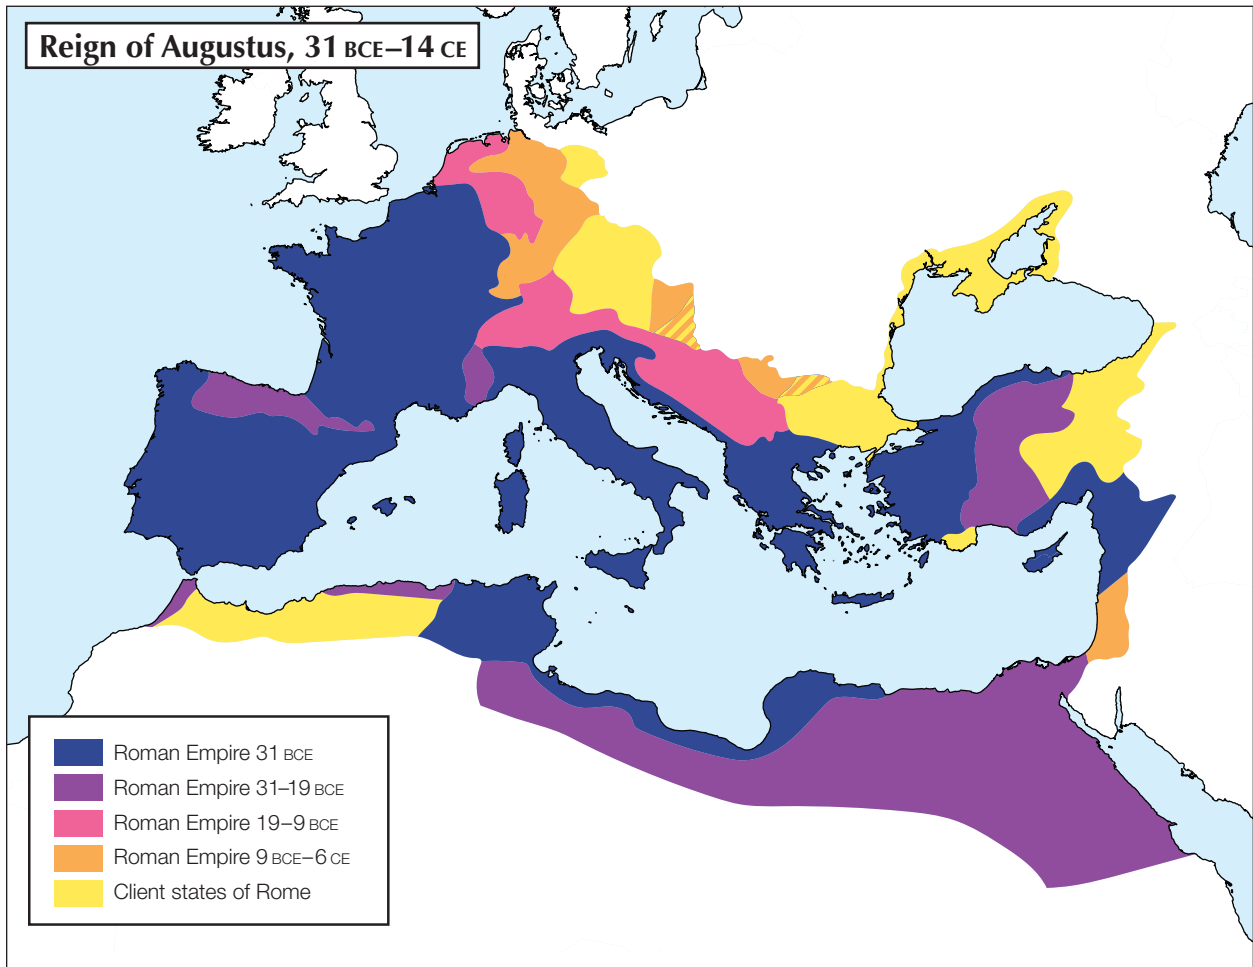 Reign of Augustus, 31 BCE–14 CE
Roman Empire 31 BCE
Roman Empire 31–19 BCE
Roman Empire 19–9 BCE
Roman Empire 9 BCE–6 CE
Client states of Rome